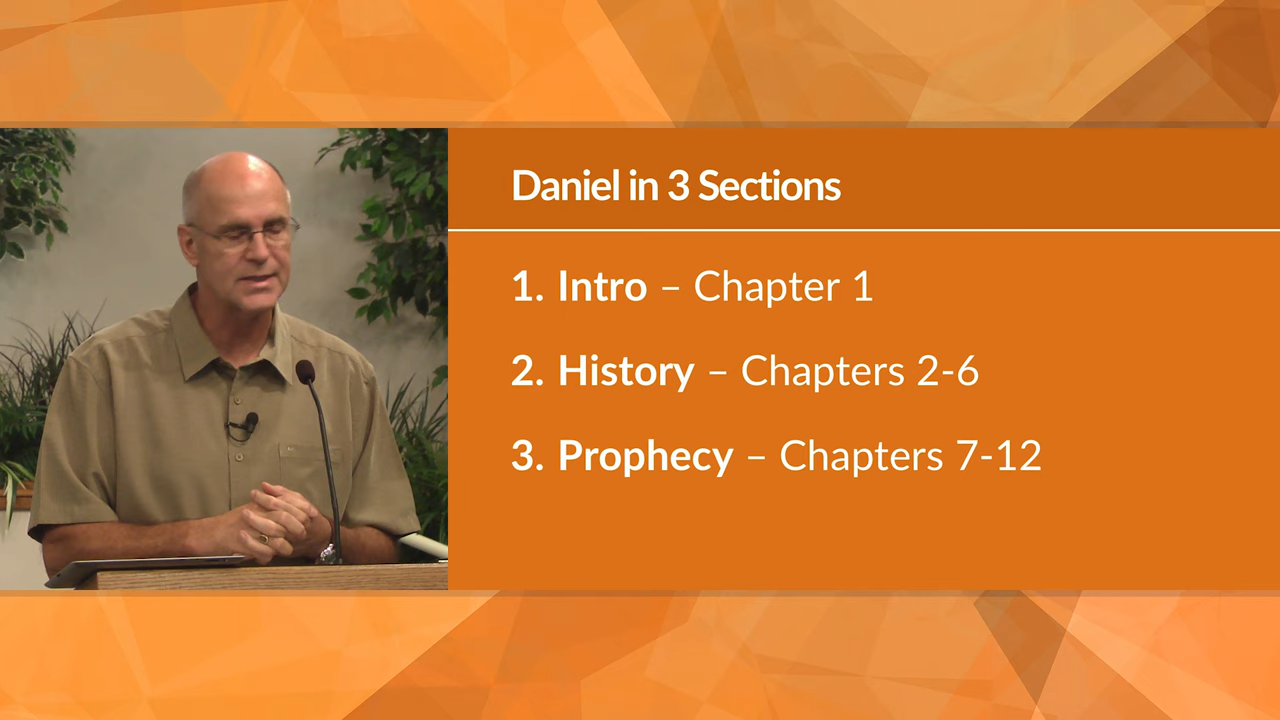 Daniel in 3 Sections
1. Intro – Chapter 1
2. History – Chapters 2-6
3. Prophecy – Chapters 7-12